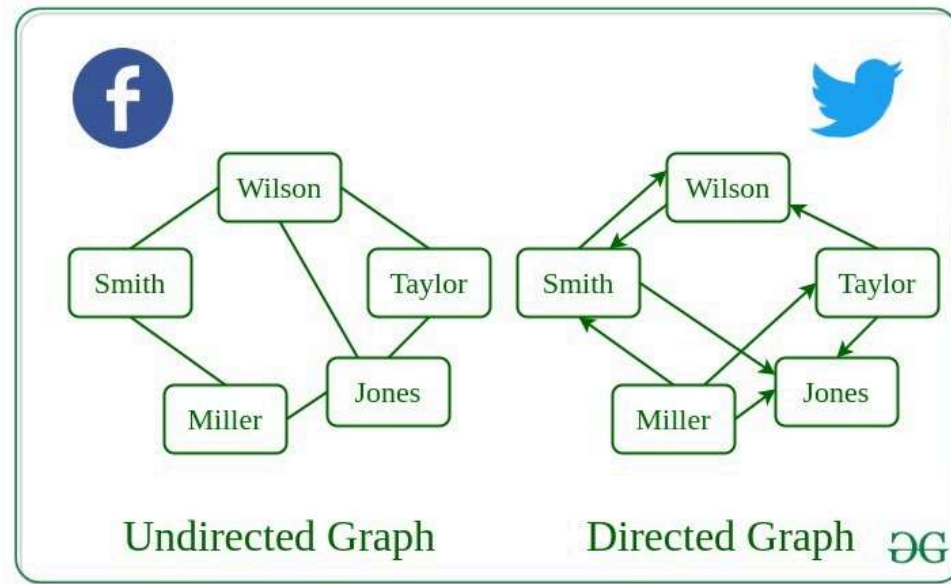 Wilson
Smith
Taylor
Jones
Miller
Undirected Graph
Wilson
Smith
Taylor
Jones
Miller
Directed Graph